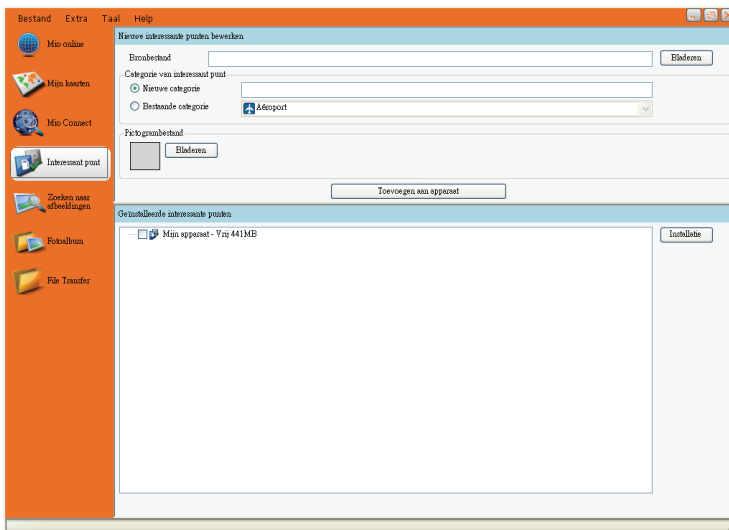 Bestand Extra Taal Help
Mio online
Mijn kaarten
Mio Connect
Interessant punt
Zoeken naar
afbeeldingen
Fotoalbum
File Transfer
Nieuwe interessante punten bewerken
Bronbestand
Bladeren
Categorie van interessant punt
Nieuwe categorie
Bestaande categorie
Aéroport
Pictogrambestand
Bladeren
Toevoegen aan apparaat
Geïnstalleerde interessante punten
Mijn apparaat - Vrij 441MB
Installatie